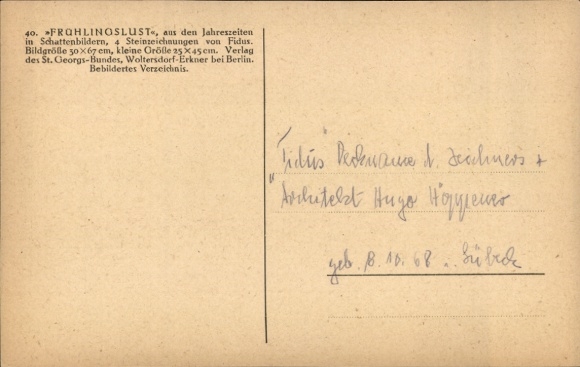 40. »FRÜHLINGSLUST«, aus den Jahreszeiten
in Schattenbildern, 4 Steinzeichnungen von Fidus.
Bildgröße 30×67 cm, kleine Größe 25×45 cm. Verlag
des St. Georgs-Bundes, Woltersdorf-Erkner bei Berlin.
Bebildertes Verzeichnis.
"Fidus" Deckname d. Zeichners +
Architekt Hugo Höppener
geb. 8. 10. 68 Lübeck